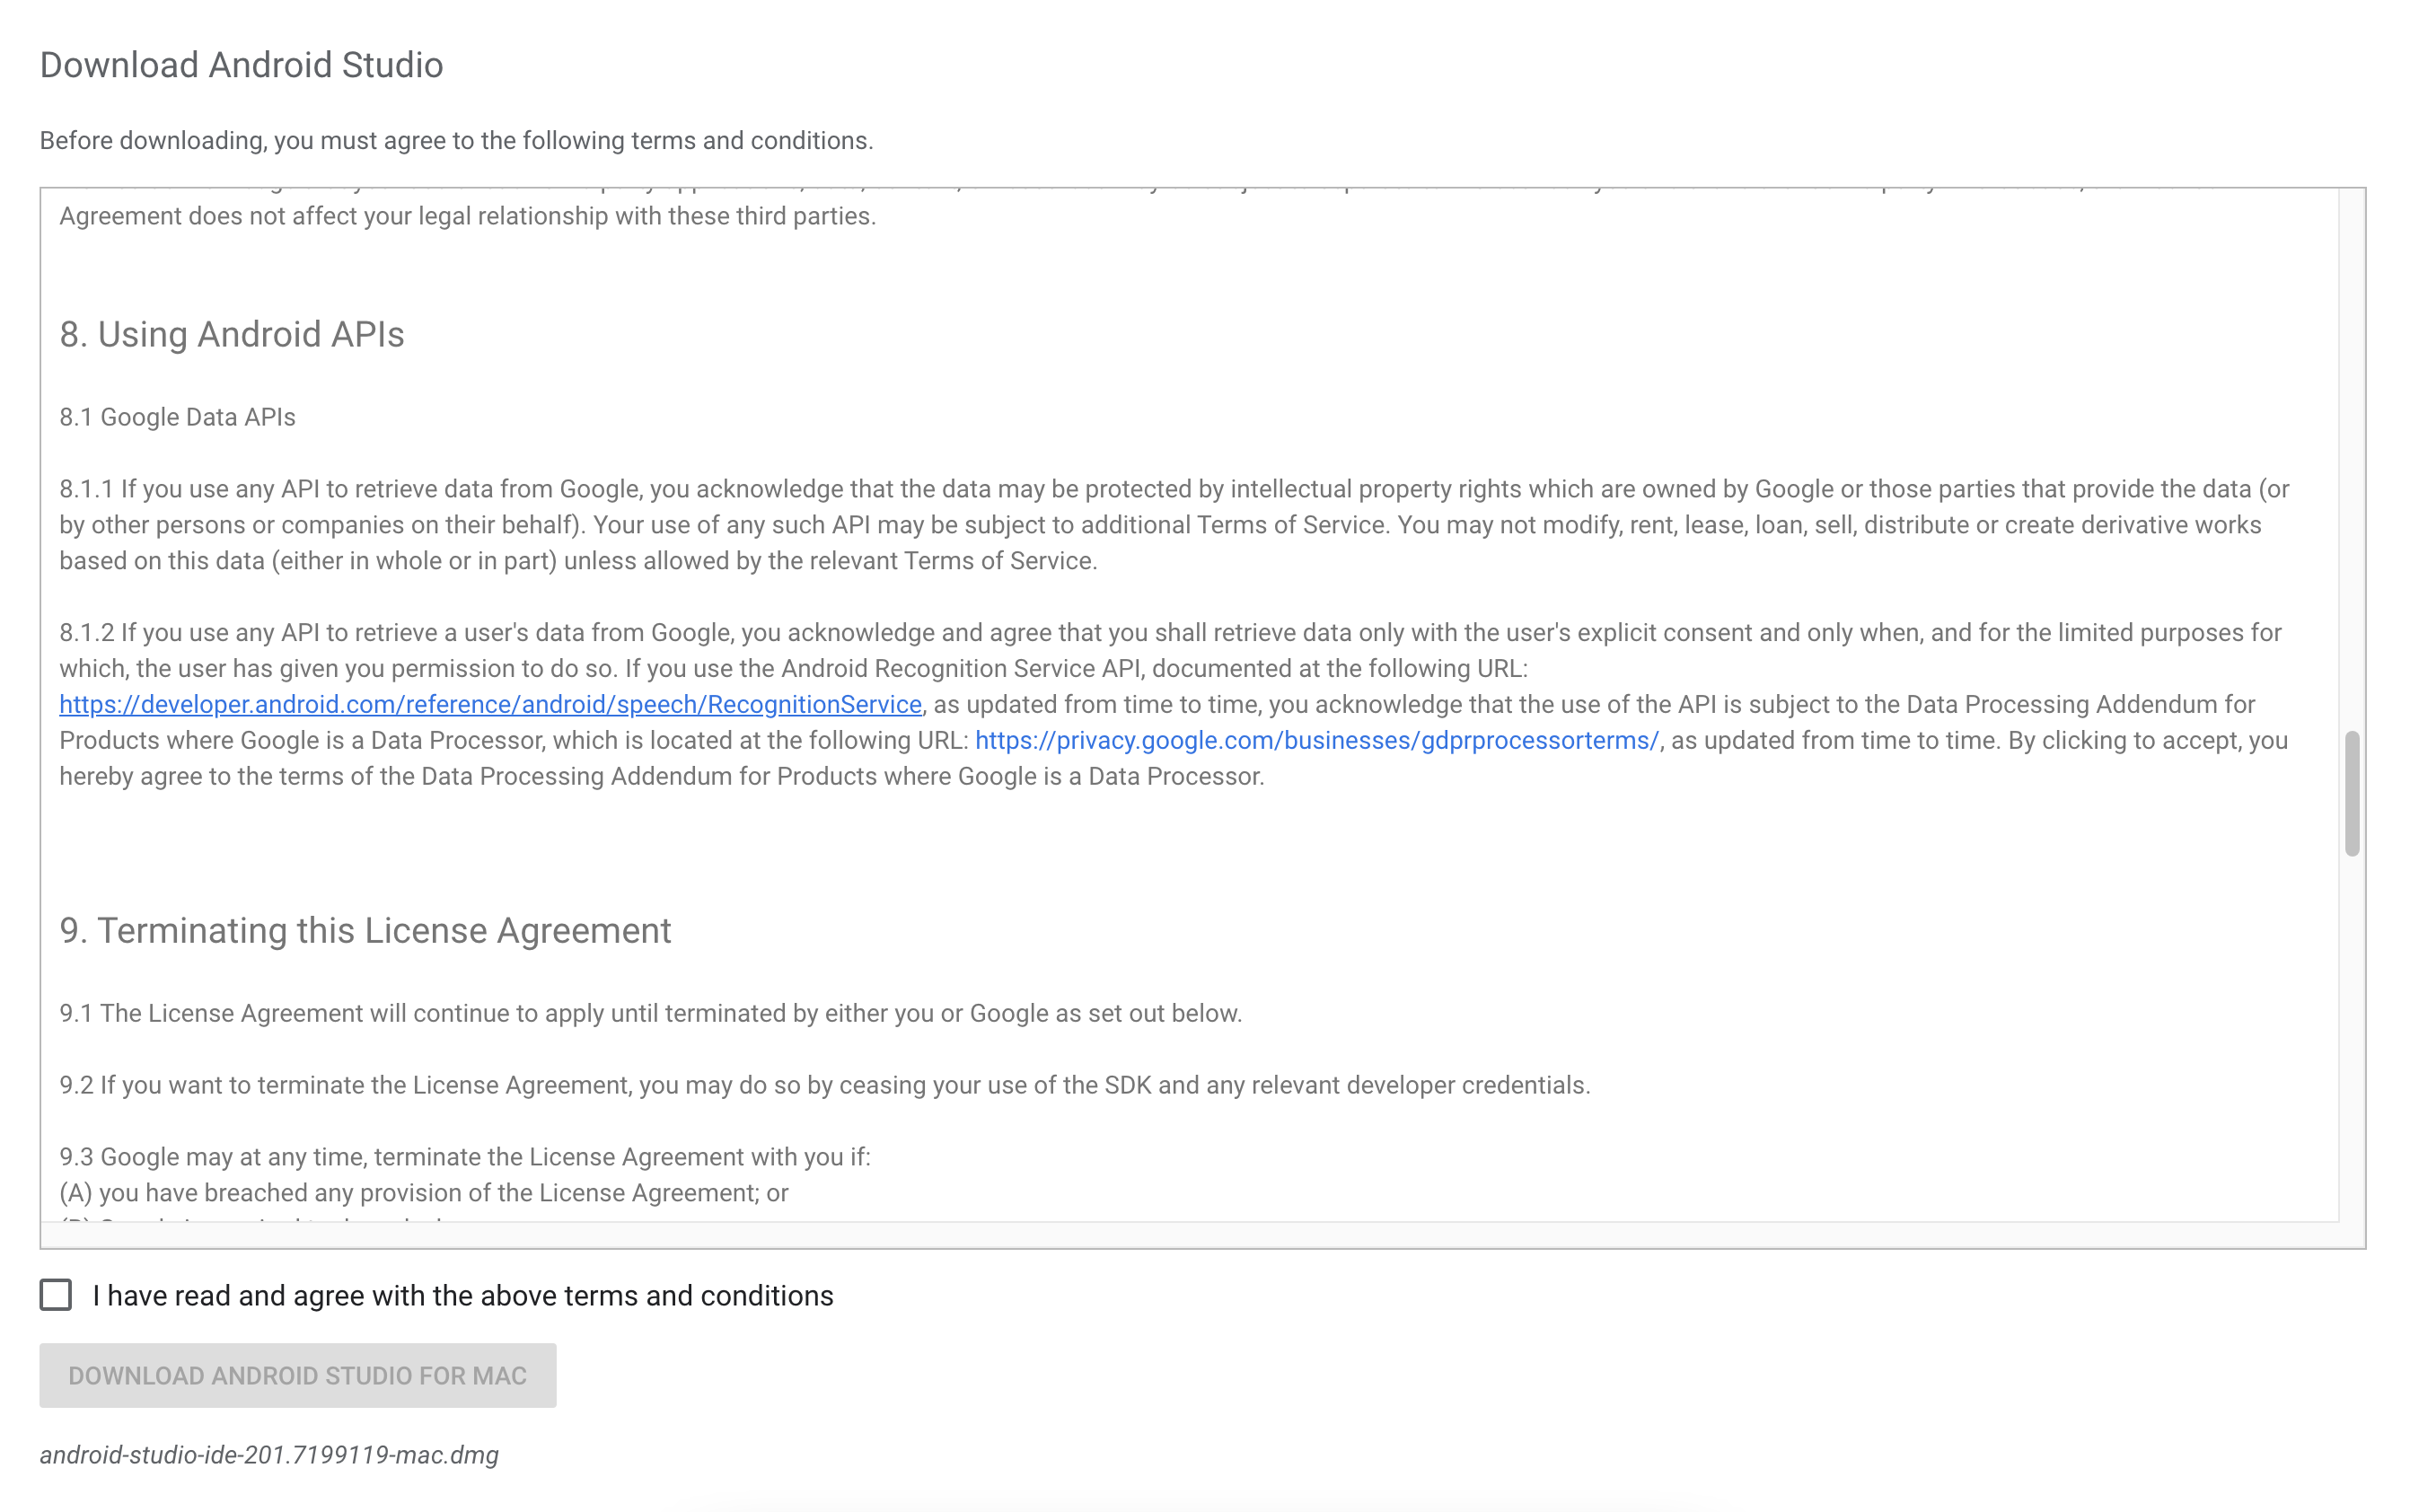 Download Android Studio
Before downloading, you must agree to the following terms and conditions.
Agreement does not affect your legal relationship with these third parties.
8. Using Android APIs
8.1 Google Data APIs
8.1.1 If you use any API to retrieve data from Google, you acknowledge that the data may be protected by intellectual property rights which are owned by Google or those parties that provide the data (or
by other persons or companies on their behalf). Your use of any such API may be subject to additional Terms of Service. You may not modify, rent, lease, loan, sell, distribute or create derivative works
based on this data (either in whole or in part) unless allowed by the relevant Terms of Service.
8.1.2 If you use any API to retrieve a user's data from Google, you acknowledge and agree that you shall retrieve data only with the user's explicit consent and only when, and for the limited purposes for
which, the user has given you permission to do so. If you use the Android Recognition Service API, documented at the following URL:
https://developer.android.com/reference/android/speech/RecognitionService, as updated from time to time, you acknowledge that the use of the API is subject to the Data Processing Addendum for
Products where Google is a Data Processor, which is located at the following URL: https://privacy.google.com/businesses/gdprprocessorterms/, as updated from time to time. By clicking to accept, you
hereby agree to the terms of the Data Processing Addendum for Products where Google is a Data Processor.
9. Terminating this License Agreement
9.1 The License Agreement will continue to apply until terminated by either you or Google as set out below.
9.2 If you want to terminate the License Agreement, you may do so by ceasing your use of the SDK and any relevant developer credentials.
9.3 Google may at any time, terminate the License Agreement with you if:
(A) you have breached any provision of the License Agreement; or
I have read and agree with the above terms and conditions
DOWNLOAD ANDROID STUDIO FOR MAC
android-studio-ide-201.7199119-mac.dmg